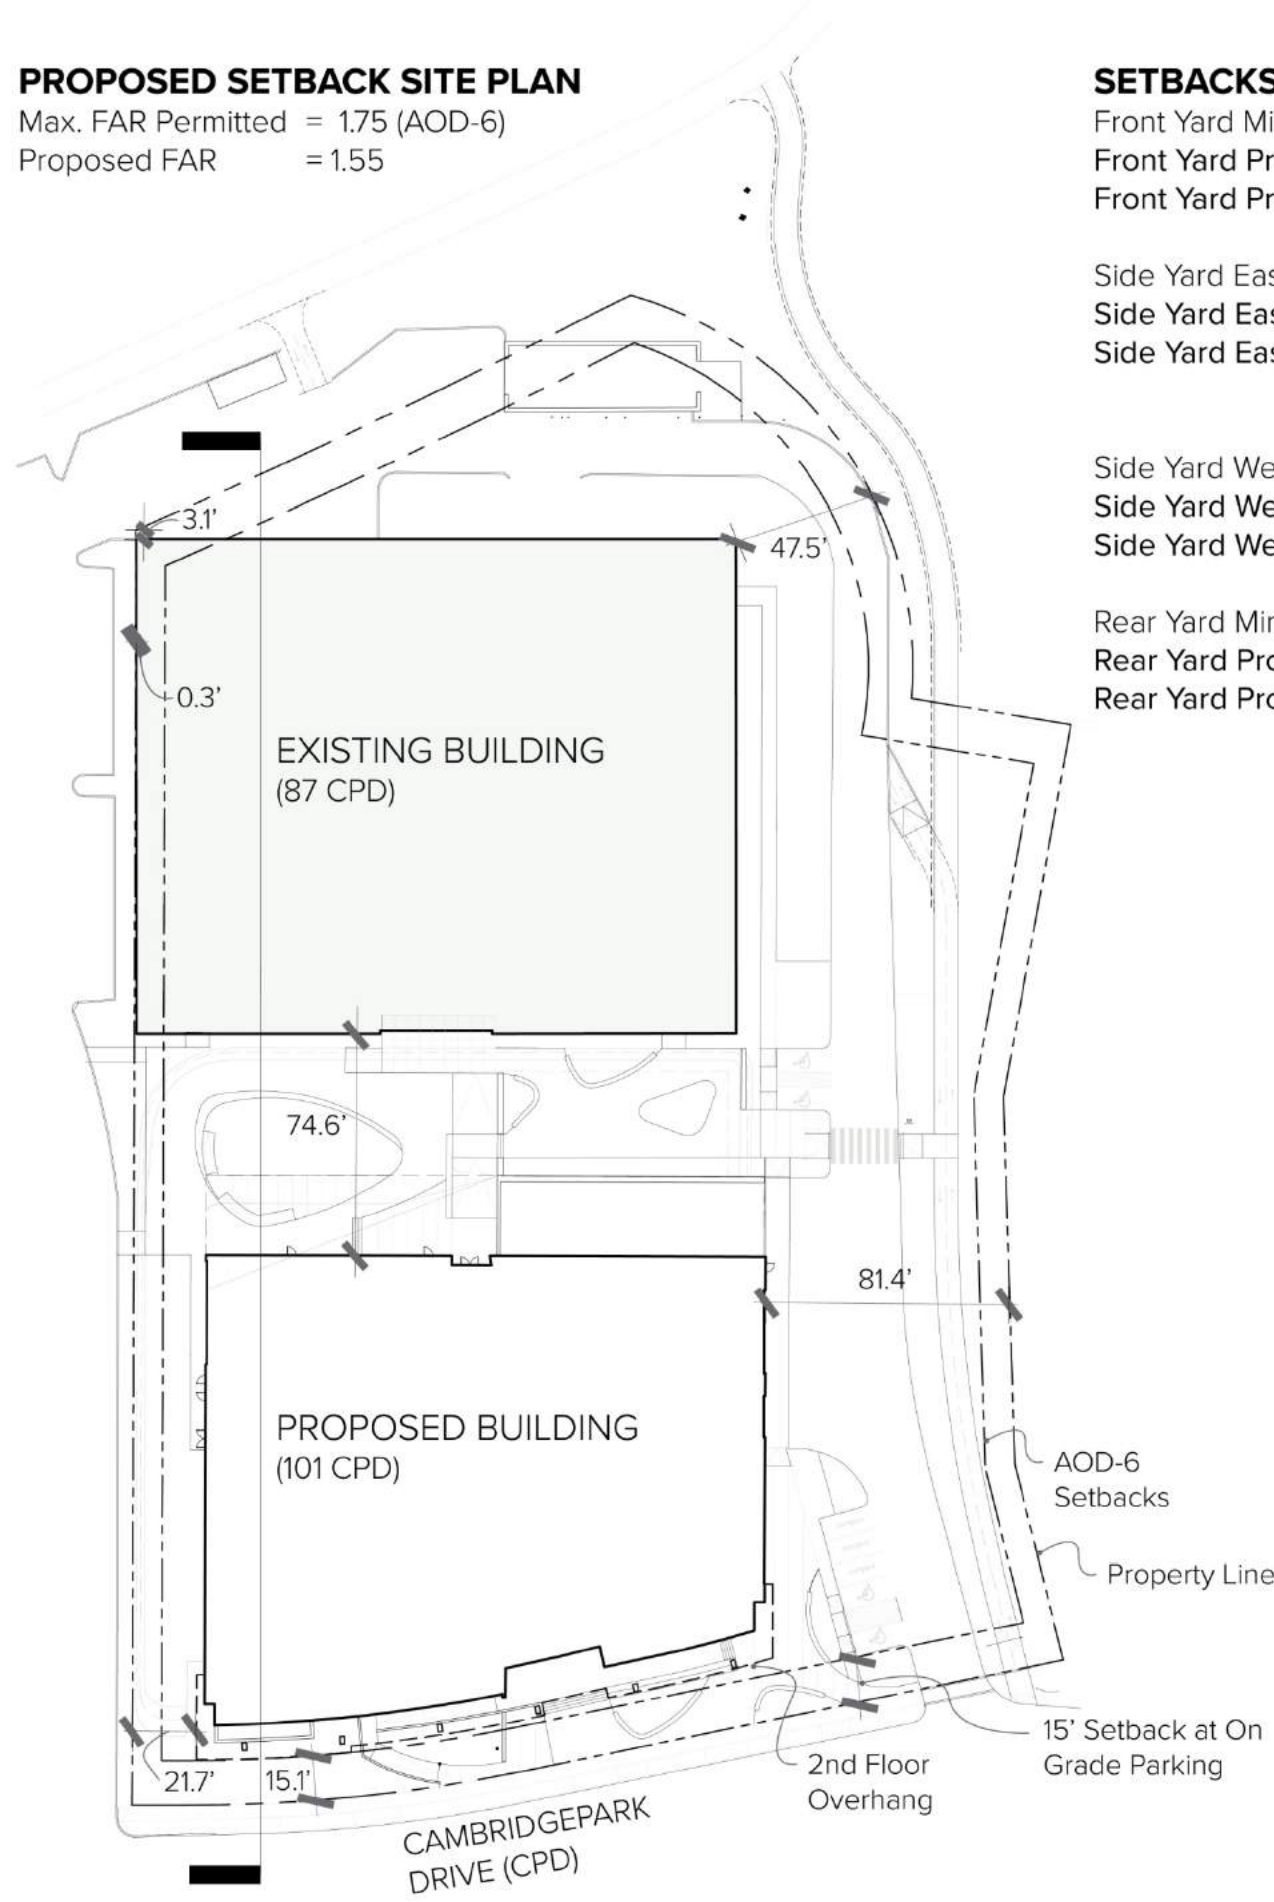 PROPOSED SETBACK SITE PLAN
Max. FAR Permitted = 1.75 (AOD-6)
Proposed FAR = 1.55
SETBACKS
Front Yard Mi
Front Yard Pr
Front Yard Pr
Side Yard Eas
Side Yard Eas
Side Yard Eas
Side Yard We
Side Yard We
Side Yard We
Rear Yard Min
Rear Yard Pro
Rear Yard Pro
3.1'
47.5'
0.3'
EXISTING BUILDING
(87 CPD)
74.6'
81.4'
PROPOSED BUILDING
(101 CPD)
AOD-6
Setbacks
Property Line
15' Setback at On
Grade Parking
2nd Floor
Overhang
21.7'
15.1'
CAMBRIDGEPARK
DRIVE (CPD)